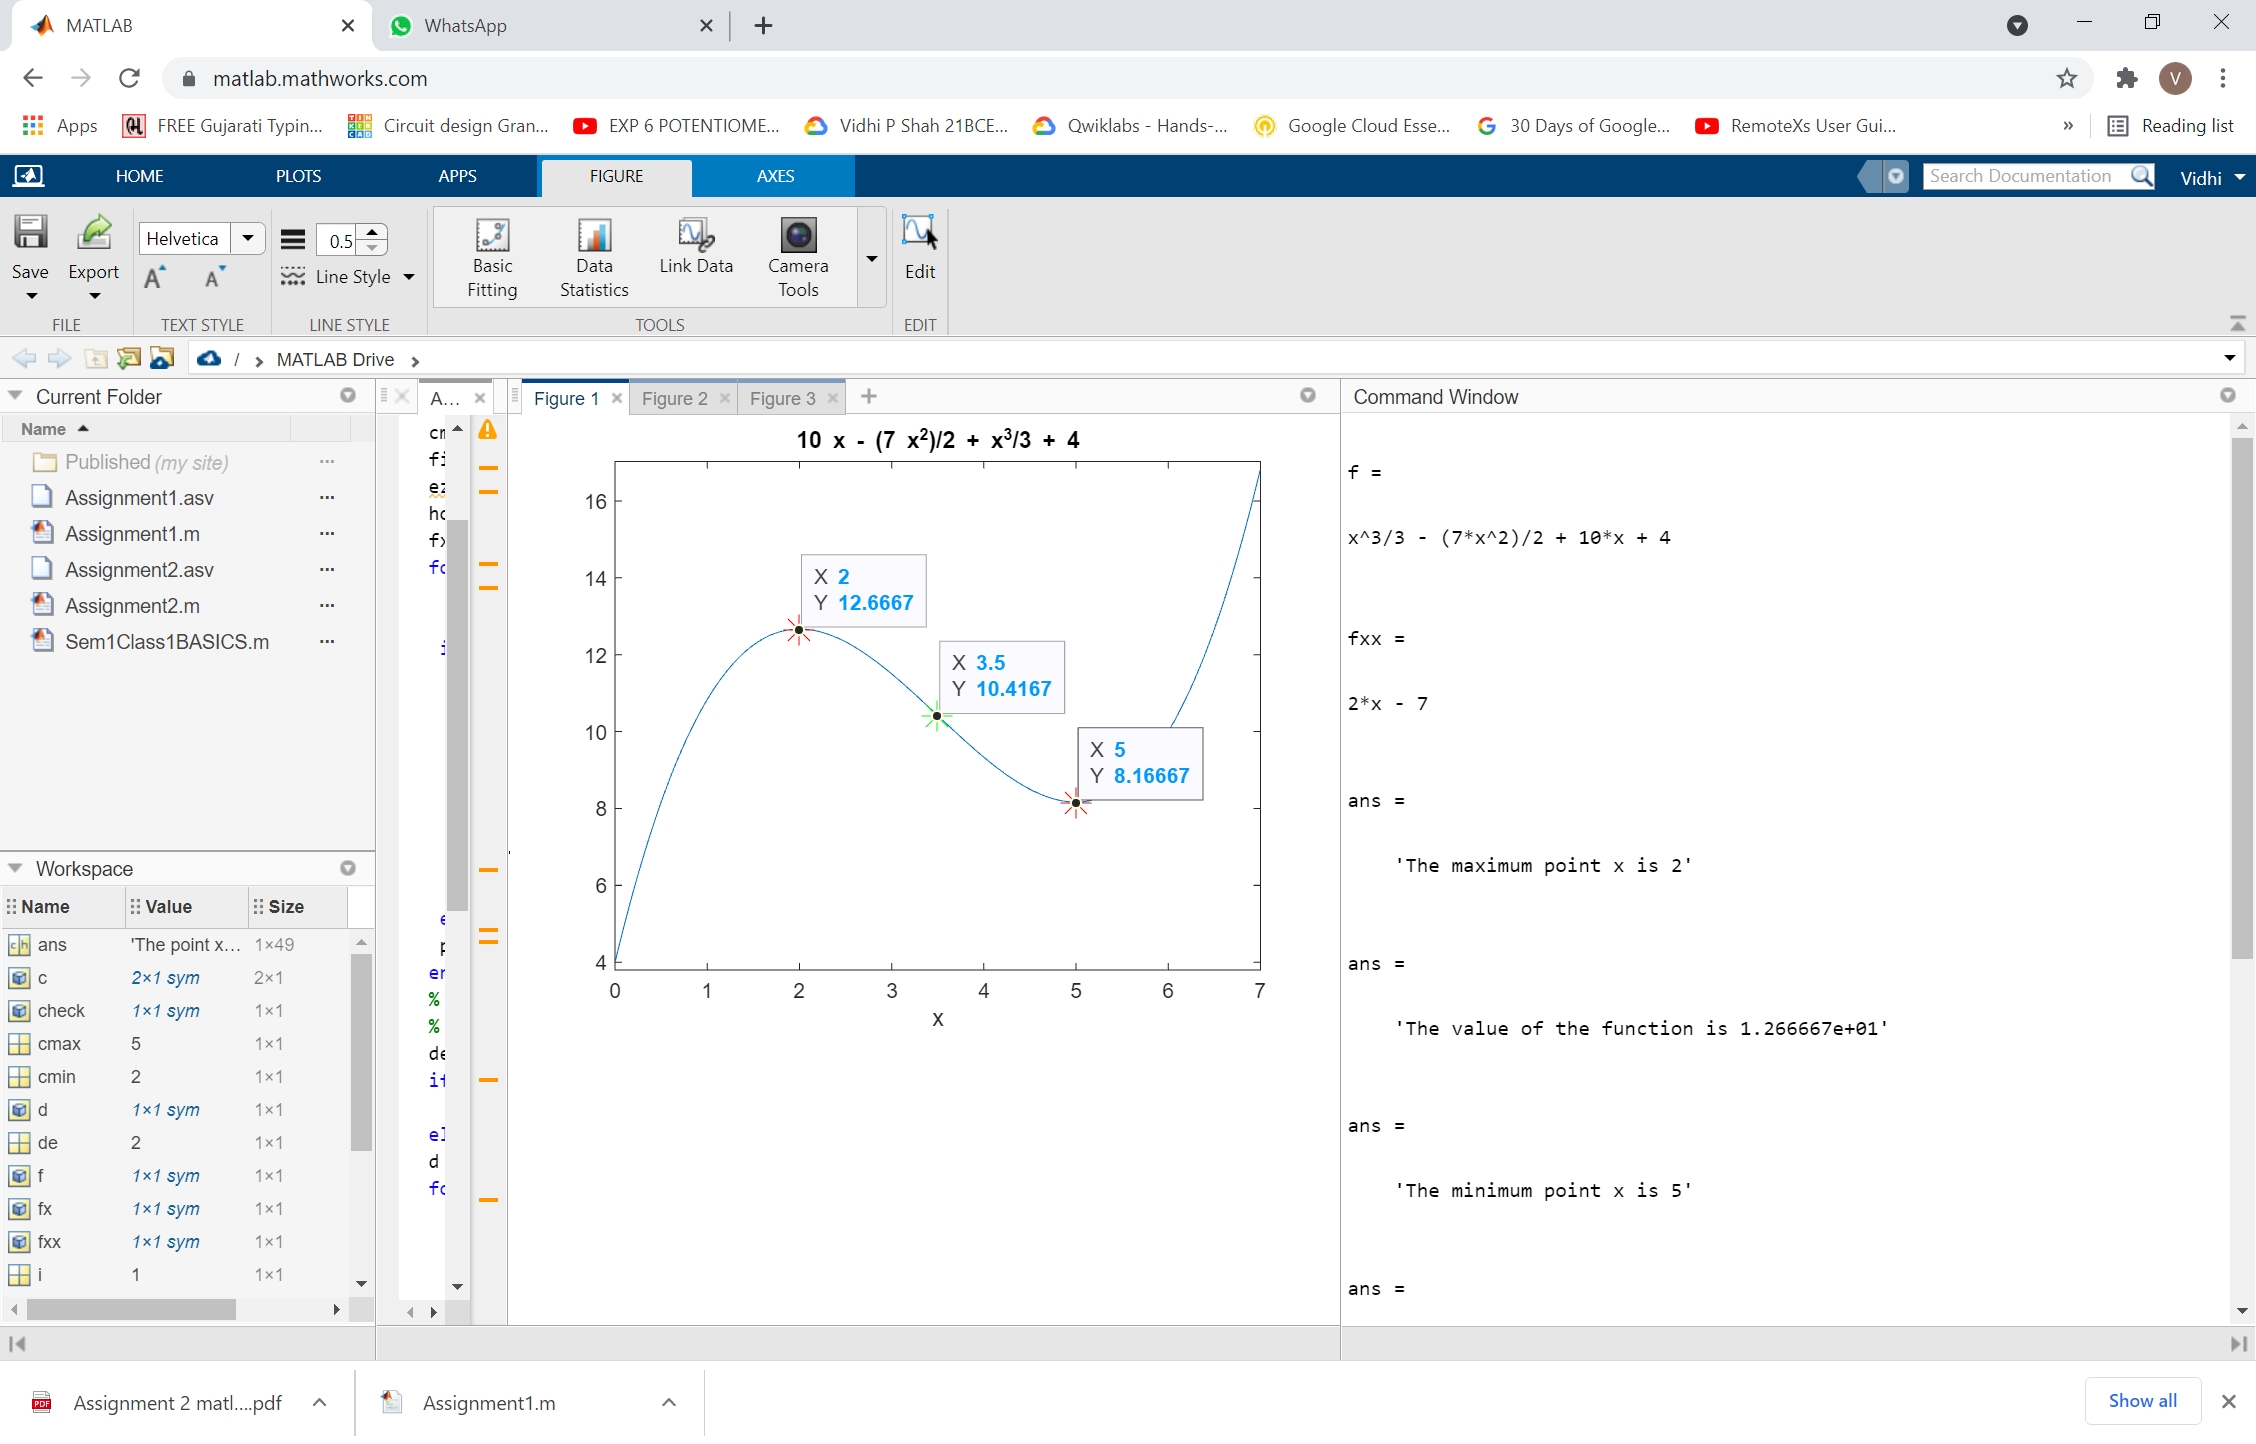 MATLAB
WhatsApp
matlab.mathworks.com
V
Apps
FREE Gujarati Typin...
Circuit design Gran...
EXP 6 POTENTIOME...
Vidhi P Shah 21BCE...
Qwiklabs - Hands-...
Google Cloud Esse...
30 Days of Google...
RemoteXs User Gui...
»
Reading list
HOME
PLOTS
APPS
FIGURE
AXES
Search Documentation
Vidhi
Save
Export
FILE
Helvetica
A A
TEXT STYLE
0.5
Line Style
LINE STYLE
Basic
Fitting
Data
Statistics
Link Data
Camera
Tools
TOOLS
Edit
EDIT
/ › MATLAB Drive ›
Current Folder
Name
Published (my site)
Assignment1.asv
Assignment1.m
Assignment2.asv
Assignment2.m
Sem1Class1BASICS.m
Workspace
Name Value Size
ans 'The point x... 1×49
c 2×1 sym 2×1
check 1×1 sym 1×1
cmax 5 1×1
cmin 2 1×1
d 1×1 sym 1×1
de 2 1×1
f 1×1 sym 1×1
fx 1×1 sym 1×1
fxx 1×1 sym 1×1
i 1 1×1
A...
%
%
de
if
d
Figure 1
Figure 2
Figure 3
10 x - (7 x²)/2 + x³/3 + 4
16
14
12
10
8
6
4
0 1 2 3 4 5 6 7
x
X 2
Y 12.6667
X 3.5
Y 10.4167
X 5
Y 8.16667
Command Window
f =
x^3/3 - (7*x^2)/2 + 10*x + 4
fxx =
2*x - 7
ans =
'The maximum point x is 2'
ans =
'The value of the function is 1.266667e+01'
ans =
'The minimum point x is 5'
ans =
PDF
Assignment 2 matl....pdf
Assignment1.m
Show all